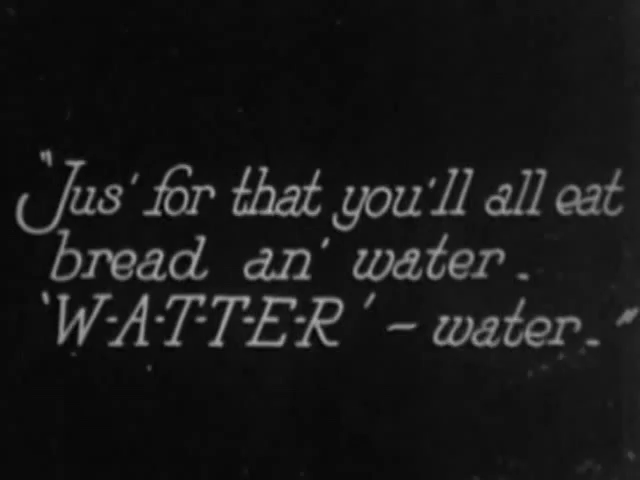 "Jus' for that you'll all eat
bread an' water.
'W-A-T-T-E-R' – water."